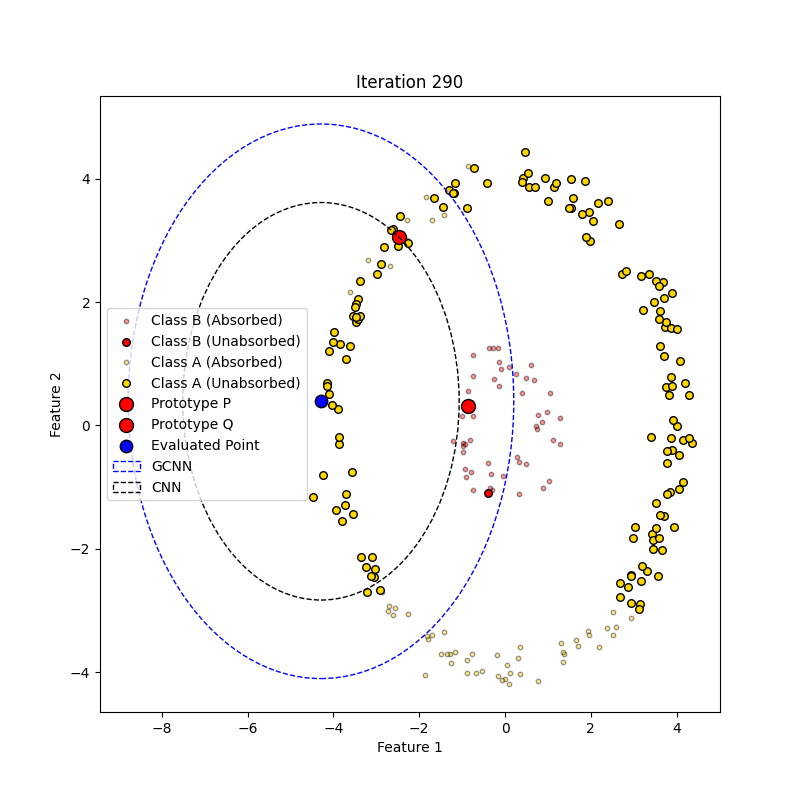 Iteration 290
4
2
0
−2
−4
Feature 2
Class B (Absorbed)
Class B (Unabsorbed)
Class A (Absorbed)
Class A (Unabsorbed)
Prototype P
Prototype Q
Evaluated Point
GCNN
CNN
−8 −6 −4 −2 0 2 4
Feature 1